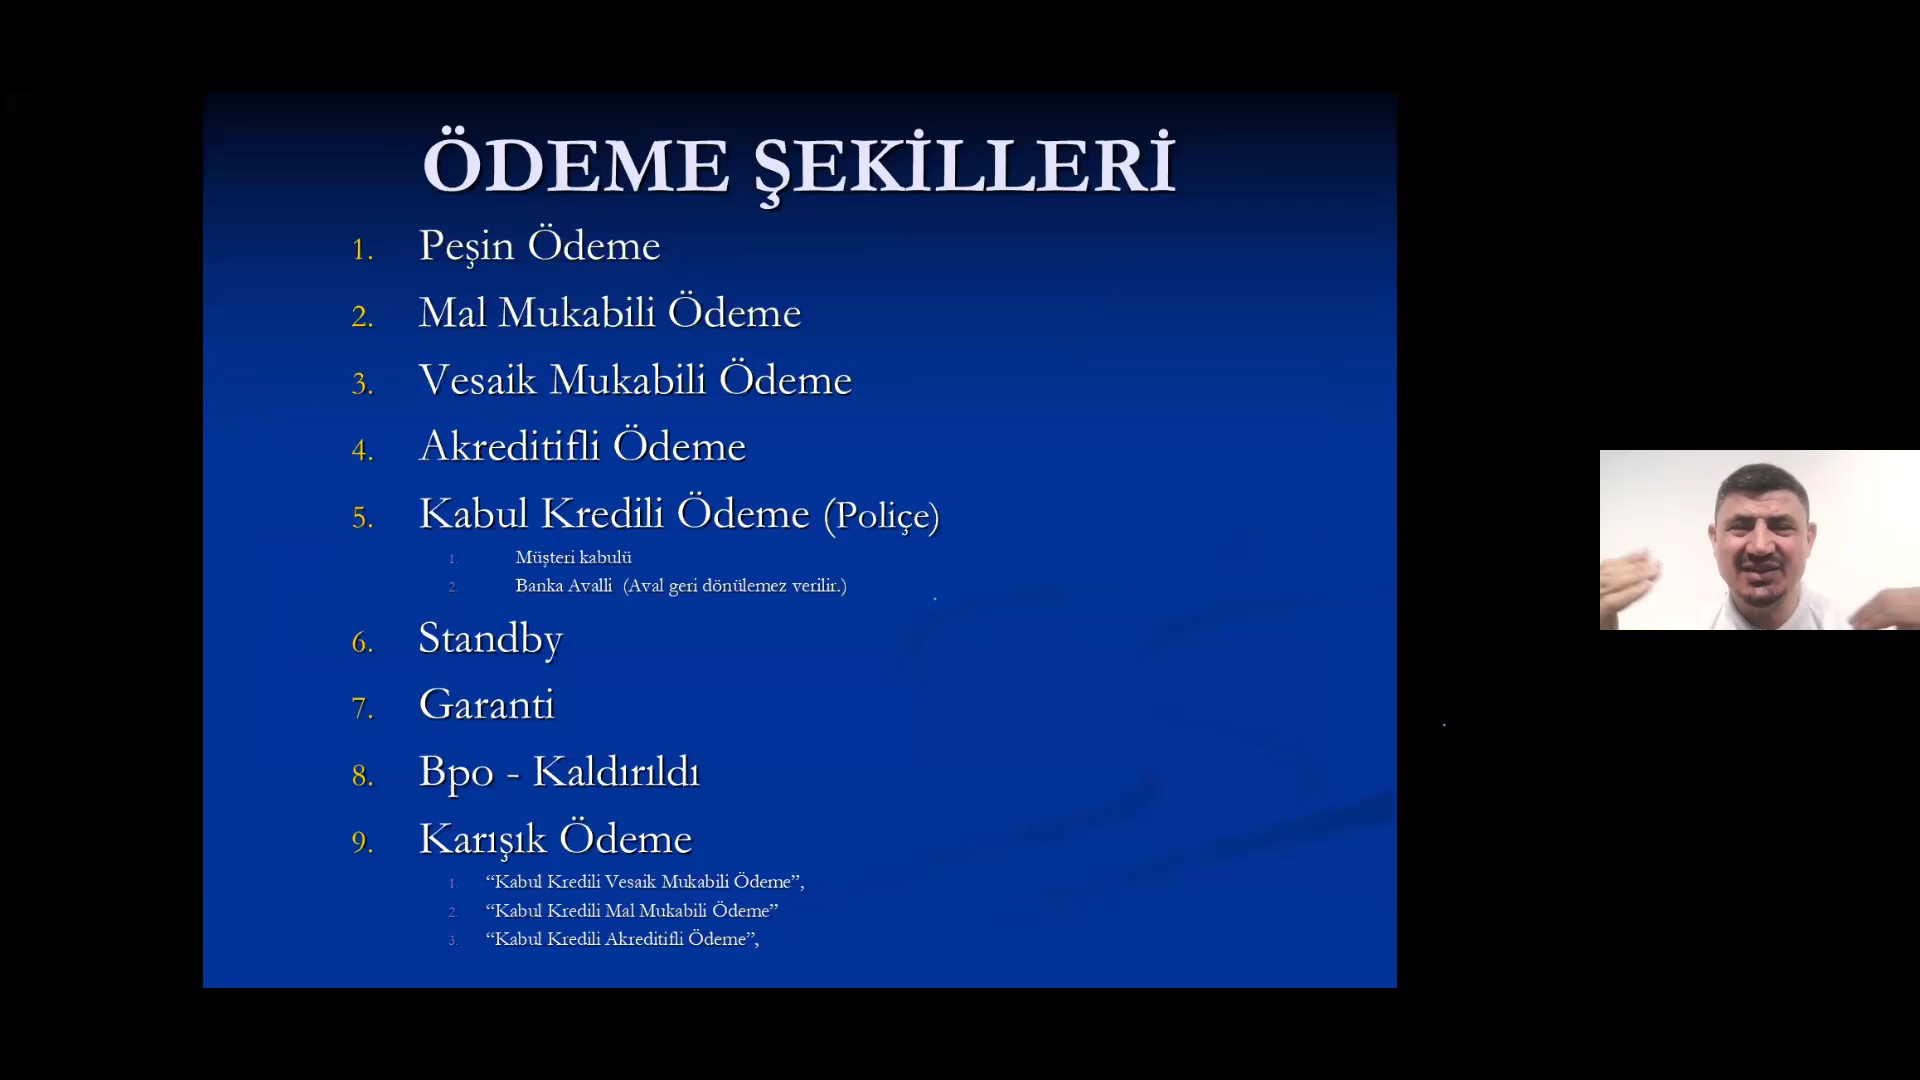 ÖDEME ŞEKİLLERİ
1. Peşin Ödeme
2. Mal Mukabili Ödeme
3. Vesaik Mukabili Ödeme
4. Akreditifli Ödeme
5. Kabul Kredili Ödeme (Poliçe)
1. Müşteri kabulü
2. Banka Avalli (Aval geri dönülemez verilir.)
6. Standby
7. Garanti
8. Bpo - Kaldırıldı
9. Karışık Ödeme
1. “Kabul Kredili Vesaik Mukabili Ödeme”,
2. “Kabul Kredili Mal Mukabili Ödeme”
3. “Kabul Kredili Akreditifli Ödeme”,